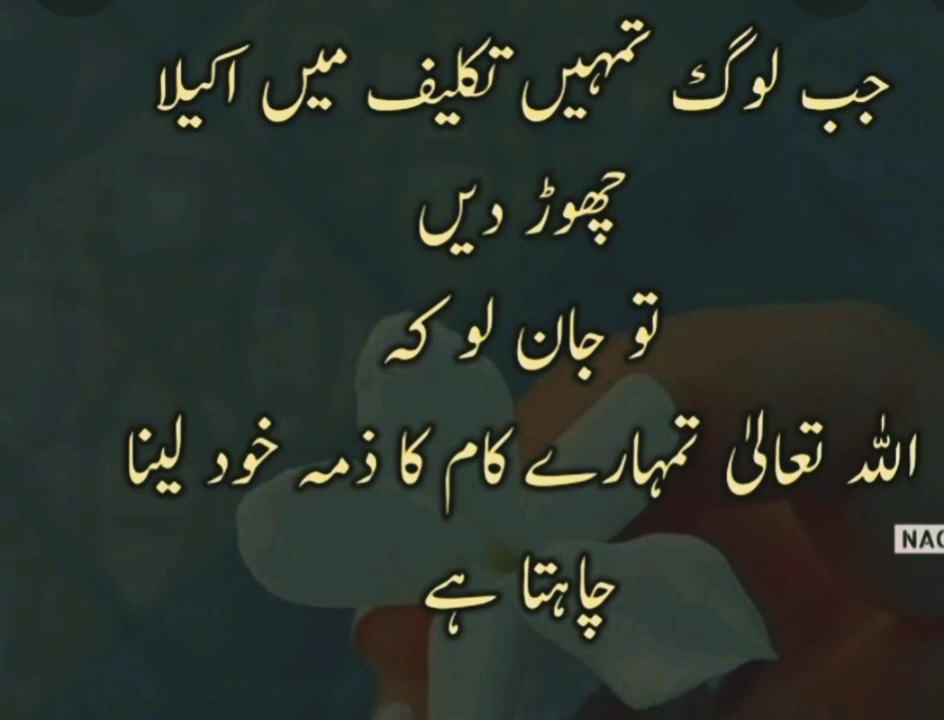 جب لوگ تمہیں تکلیف میں اکیلا
چھوڑ دیں
تو جان لو کہ
اللہ تعالیٰ تمہارے کام کا ذمہ خود لینا
چاہتا ہے